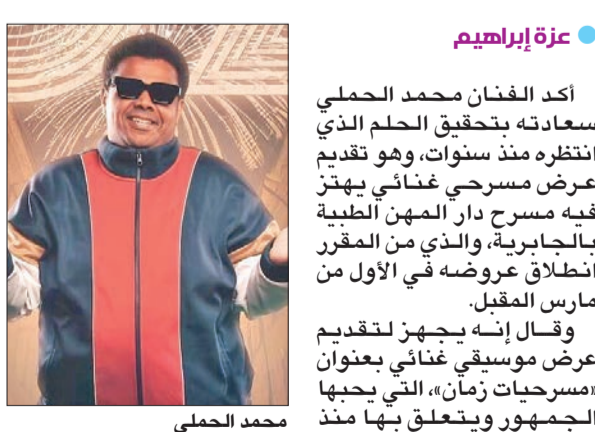 عزة إبراهيم
أكد الفنان محمد الحملي
سعادته بتحقيق الحلم الذي
انتظره منذ سنوات، وهو تقديم
عرض مسرحي غنائي يهتز
فيه مسرح دار المهن الطبية
بالجابرية، والذي من المقرر
انطلاق عروضه في الأول من
مارس المقبل.
وقال إنه يجهز لتقديم
عرض موسيقي غنائي بعنوان
«مسرحيات زمان»، التي يحبها
الجمهور ويتعلق بها منذ
محمد الحملي